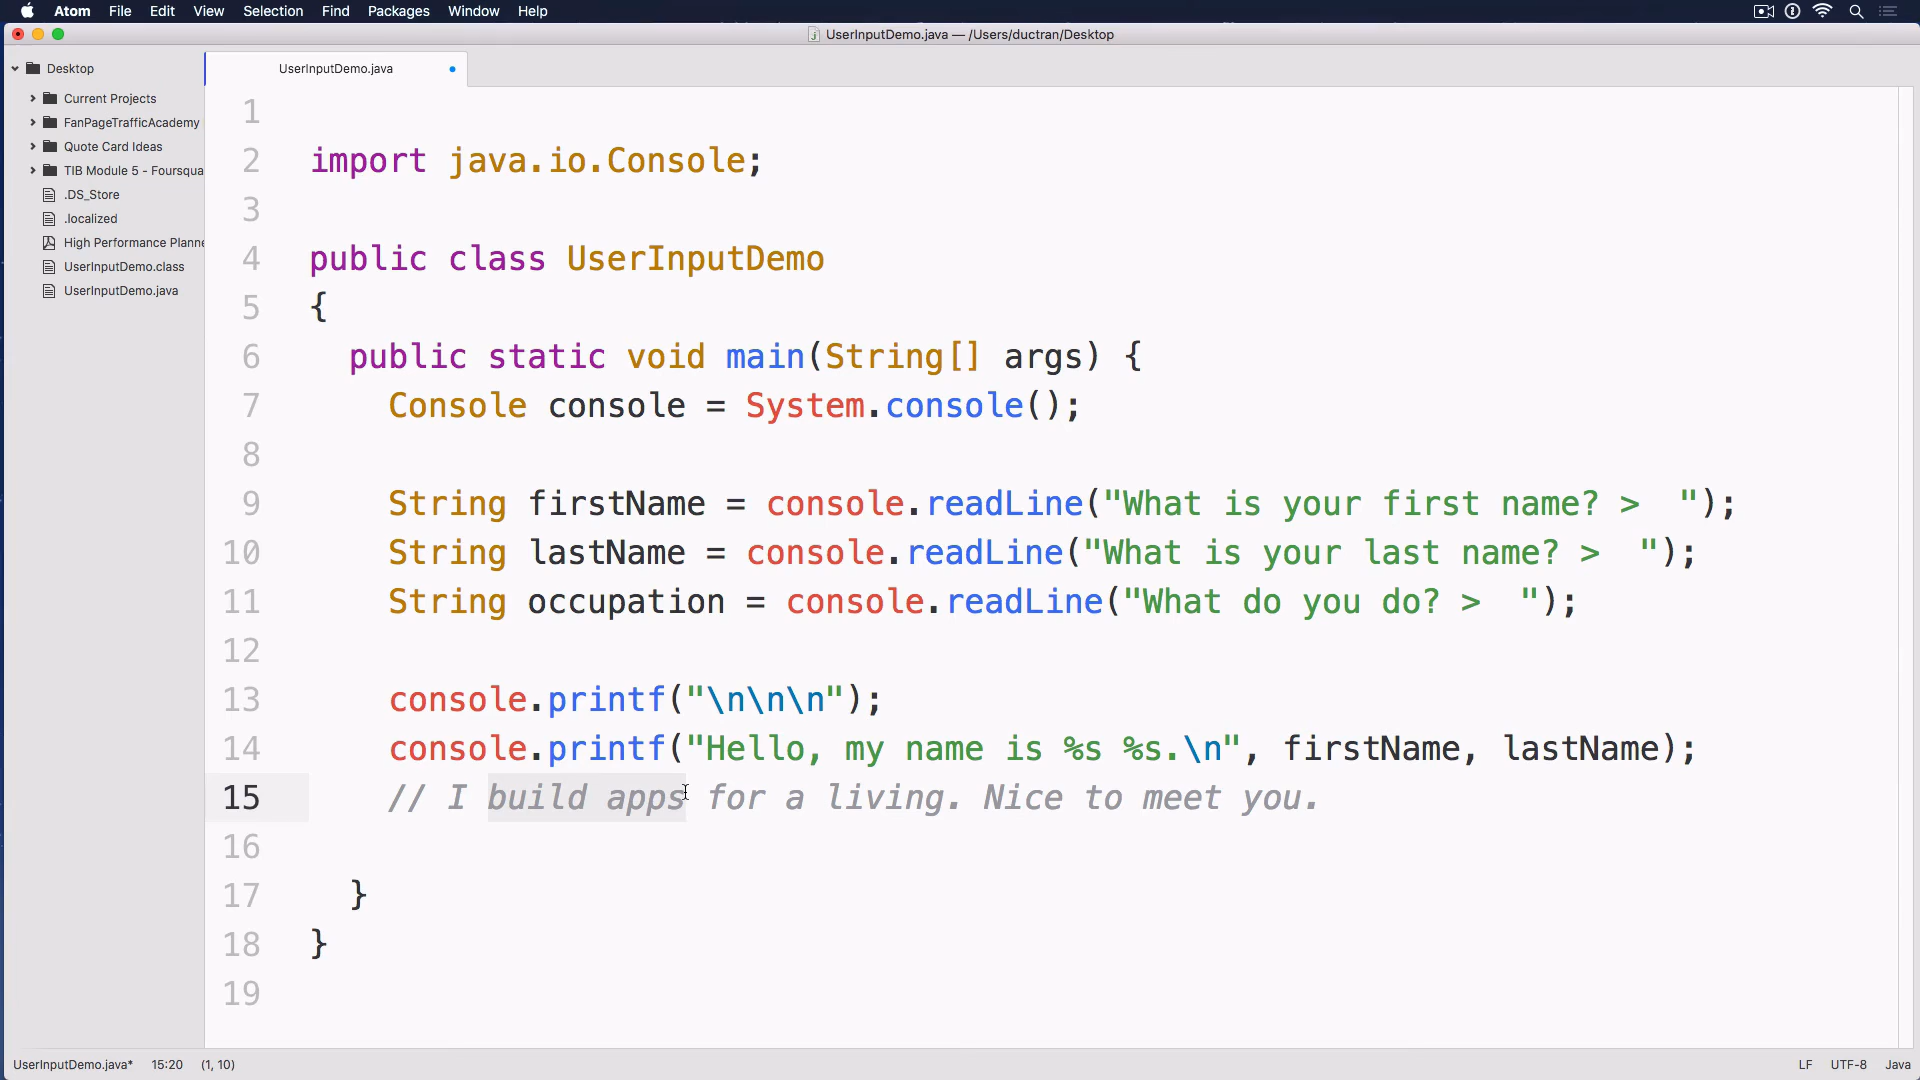 Atom File Edit View Selection Find Packages Window Help
UserInputDemo.java — /Users/ductran/Desktop
Desktop
UserInputDemo.java
Current Projects
FanPageTrafficAcademy
Quote Card Ideas
TIB Module 5 - Foursqua
.DS_Store
.localized
High Performance Planne
UserInputDemo.class
UserInputDemo.java
1
2 import java.io.Console;
3
4 public class UserInputDemo
5 {
6 public static void main(String[] args) {
7 Console console = System.console();
8
9 String firstName = console.readLine("What is your first name? >  ");
10 String lastName = console.readLine("What is your last name? >  ");
11 String occupation = console.readLine("What do you do? >  ");
12
13 console.printf("\n\n\n");
14 console.printf("Hello, my name is %s %s.\n", firstName, lastName);
15 // I build apps for a living. Nice to meet you.
16
17 }
18 }
19
UserInputDemo.java* 15:20 (1, 10) LF UTF-8 Java